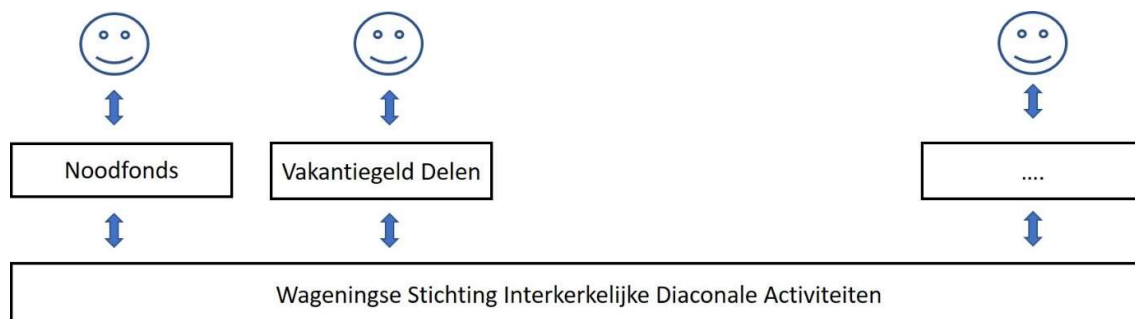 Noodfonds
Vakantiegeld Delen
....
Wageningse Stichting Interkerkelijke Diaconale Activiteiten